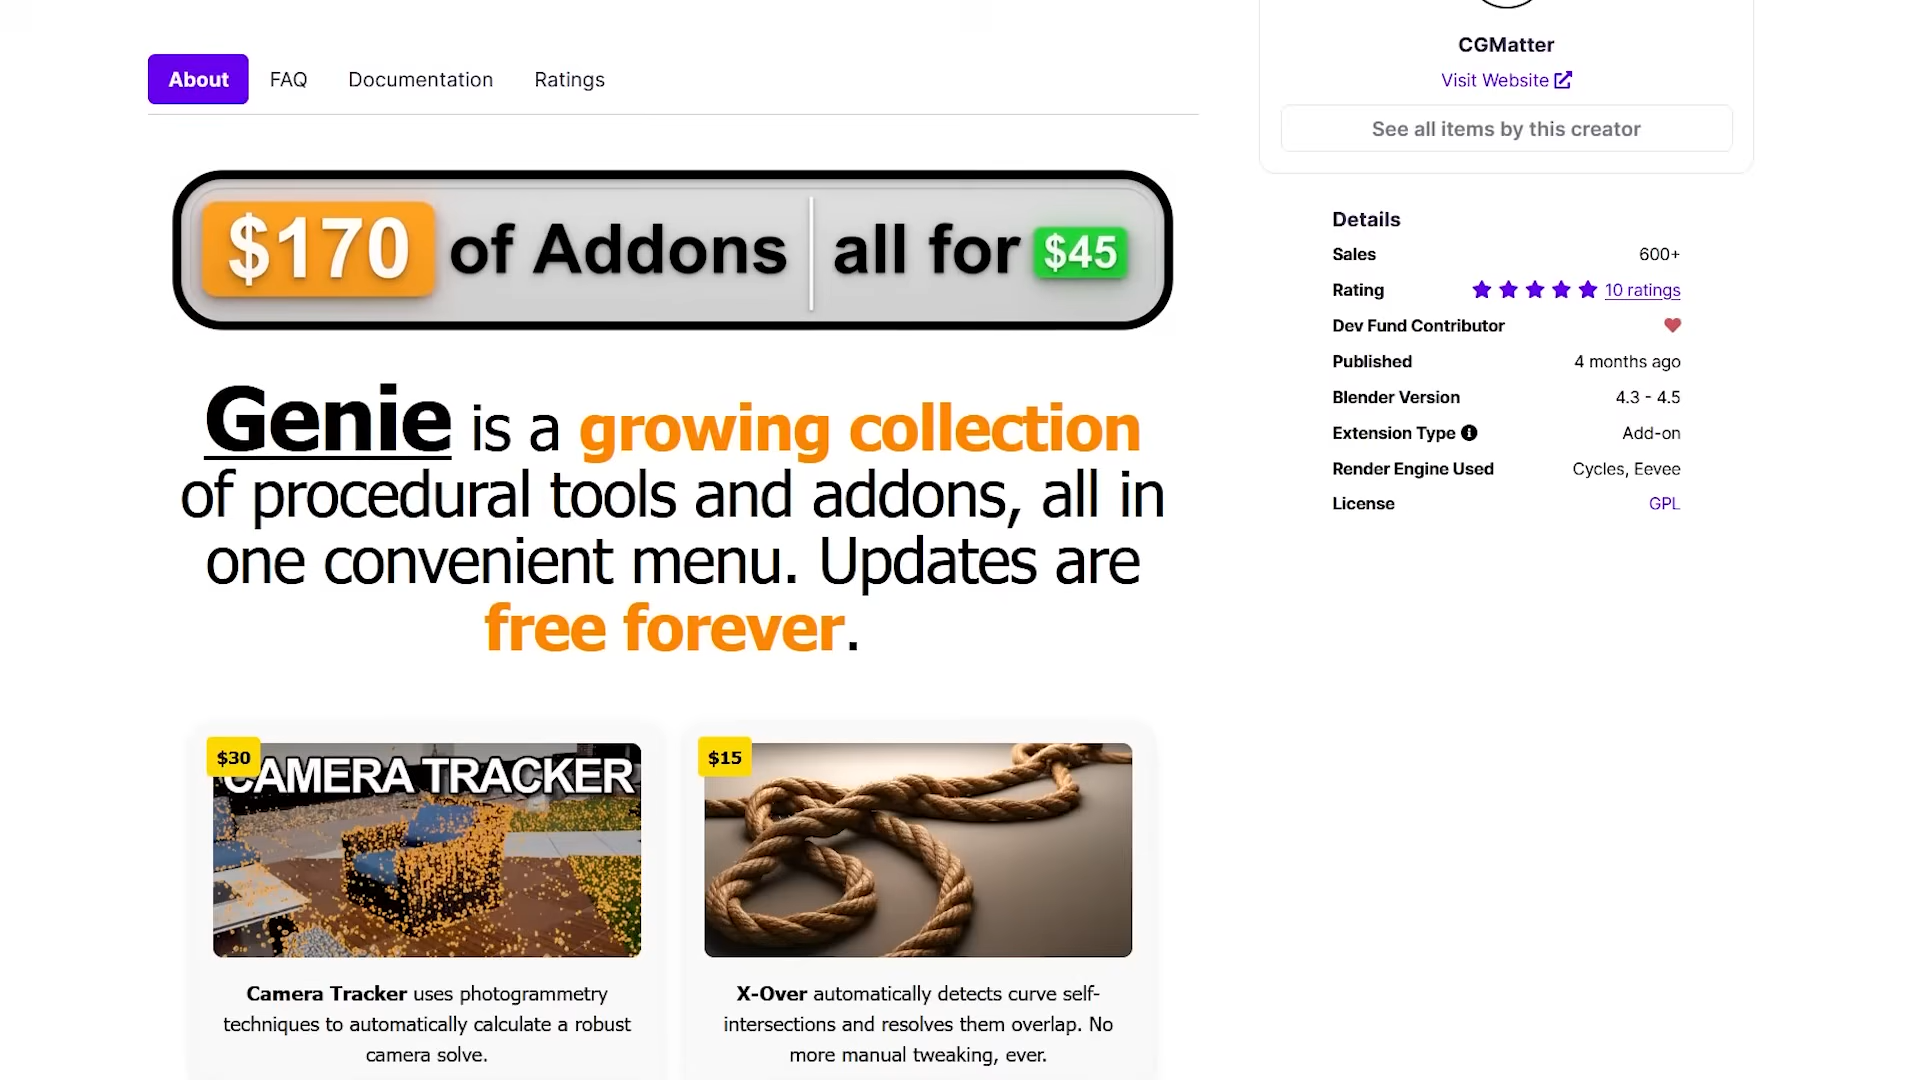 About
FAQ
Documentation
Ratings
$170 of Addons all for $45
Genie is a growing collection
of procedural tools and addons, all in
one convenient menu. Updates are
free forever.
$30
CAMERA TRACKER
Camera Tracker uses photogrammetry
techniques to automatically calculate a robust
camera solve.
$15
X-Over automatically detects curve self-
intersections and resolves them overlap. No
more manual tweaking, ever.
CGMatter
Visit Website
See all items by this creator
Details
Sales 600+
Rating 10 ratings
Dev Fund Contributor
Published 4 months ago
Blender Version 4.3 - 4.5
Extension Type Add-on
Render Engine Used Cycles, Eevee
License GPL